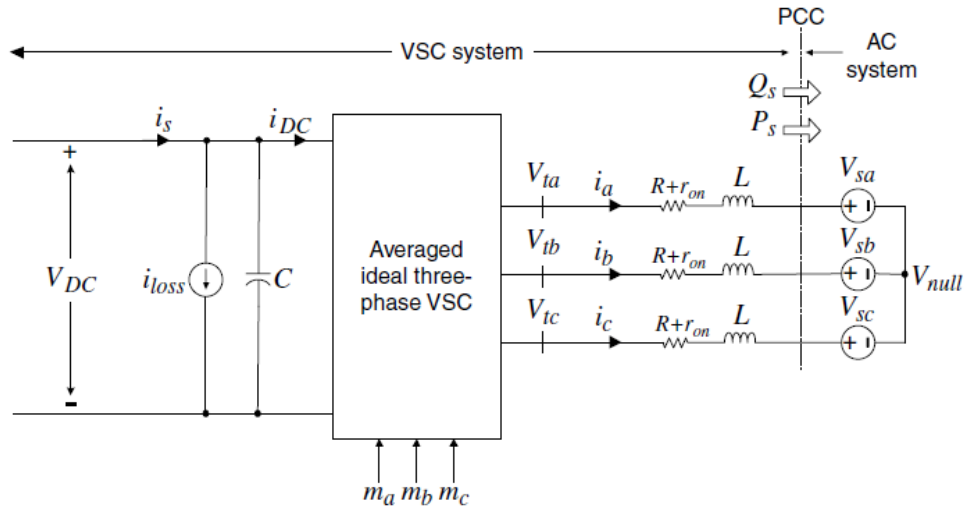 PCC
VSC system
AC
system
Q_s
P_s
i_s
i_DC
+
V_DC
-
i_loss
C
Averaged
ideal three-
phase VSC
V_ta
i_a
R+r_on
L
V_sa
+ -
V_tb
i_b
R+r_on
L
V_sb
+ -
V_null
V_tc
i_c
R+r_on
L
V_sc
+ -
m_a m_b m_c